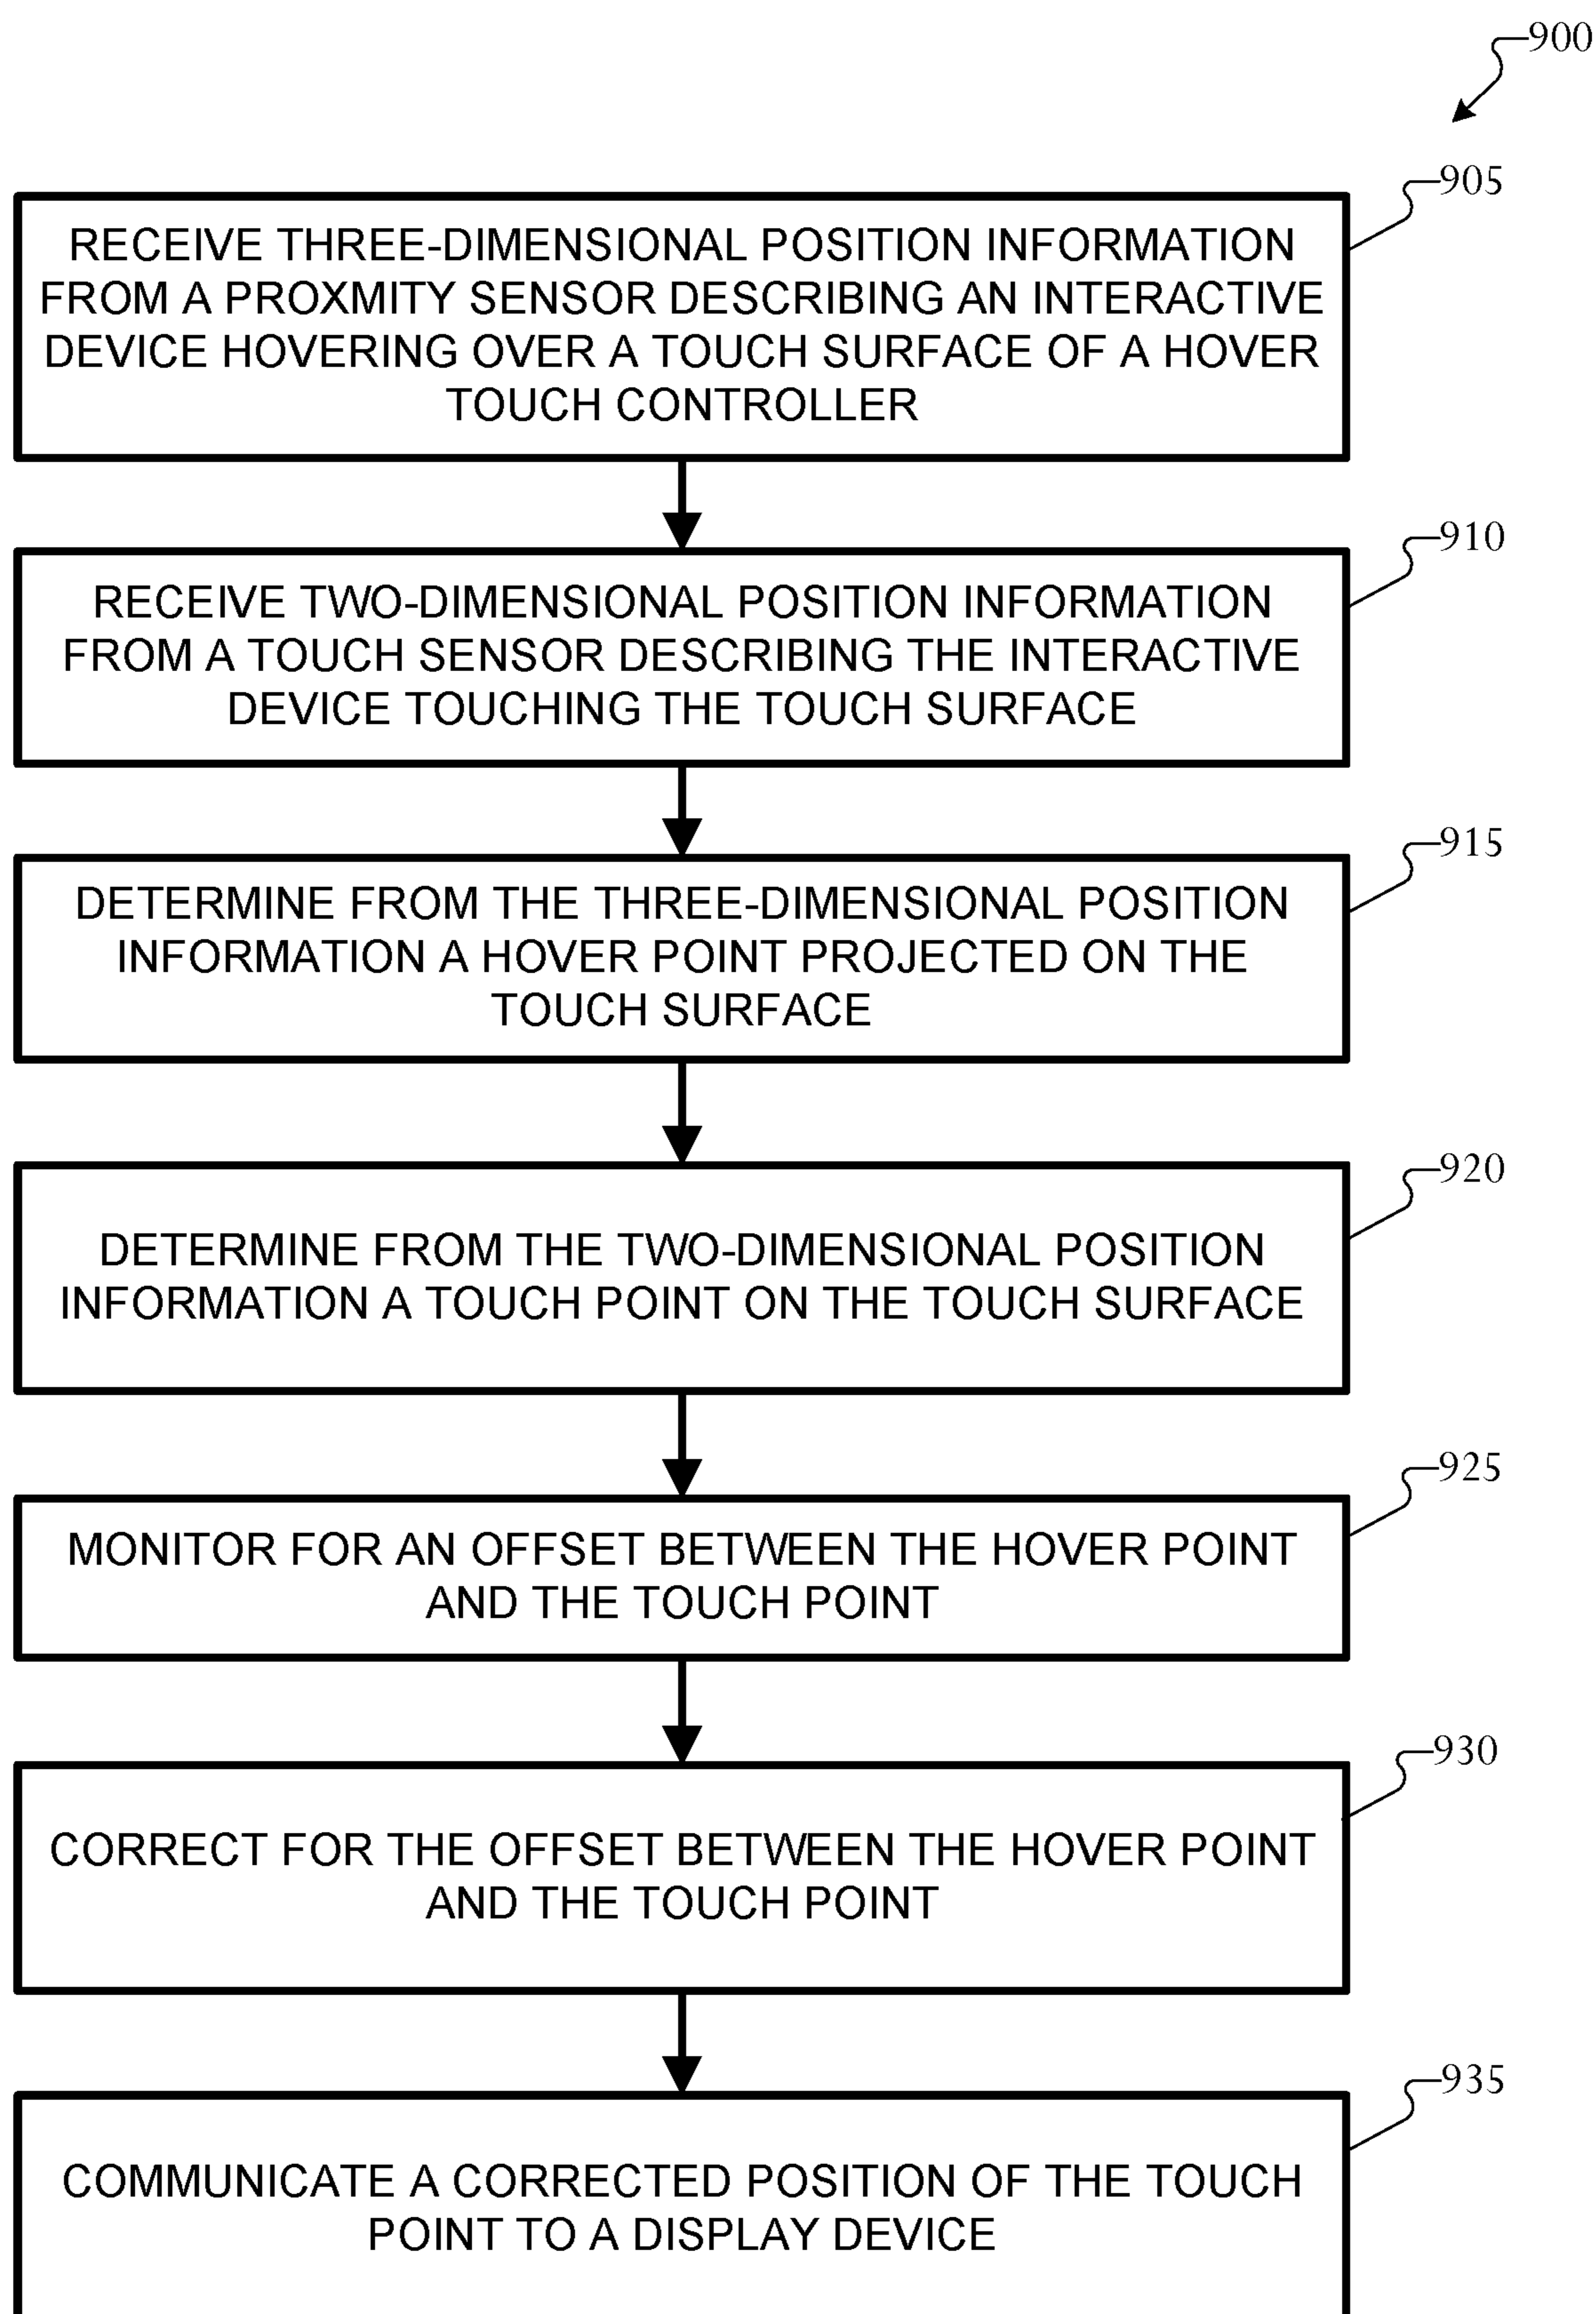 900
905
RECEIVE THREE-DIMENSIONAL POSITION INFORMATION
FROM A PROXMITY SENSOR DESCRIBING AN INTERACTIVE
DEVICE HOVERING OVER A TOUCH SURFACE OF A HOVER
TOUCH CONTROLLER
910
RECEIVE TWO-DIMENSIONAL POSITION INFORMATION
FROM A TOUCH SENSOR DESCRIBING THE INTERACTIVE
DEVICE TOUCHING THE TOUCH SURFACE
915
DETERMINE FROM THE THREE-DIMENSIONAL POSITION
INFORMATION A HOVER POINT PROJECTED ON THE
TOUCH SURFACE
920
DETERMINE FROM THE TWO-DIMENSIONAL POSITION
INFORMATION A TOUCH POINT ON THE TOUCH SURFACE
925
MONITOR FOR AN OFFSET BETWEEN THE HOVER POINT
AND THE TOUCH POINT
930
CORRECT FOR THE OFFSET BETWEEN THE HOVER POINT
AND THE TOUCH POINT
935
COMMUNICATE A CORRECTED POSITION OF THE TOUCH
POINT TO A DISPLAY DEVICE